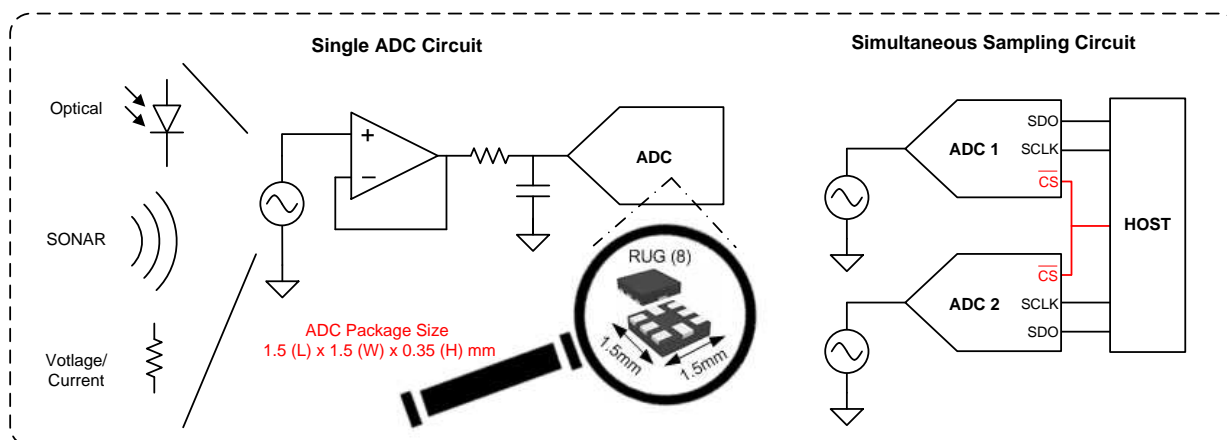 Single ADC Circuit
Optical
SONAR
Votlage/
Current
+
−
ADC
ADC Package Size
1.5 (L) x 1.5 (W) x 0.35 (H) mm
RUG (8)
1.5mm
1.5mm
Simultaneous Sampling Circuit
ADC 1
SDO
SCLK
CS
HOST
ADC 2
CS
SCLK
SDO